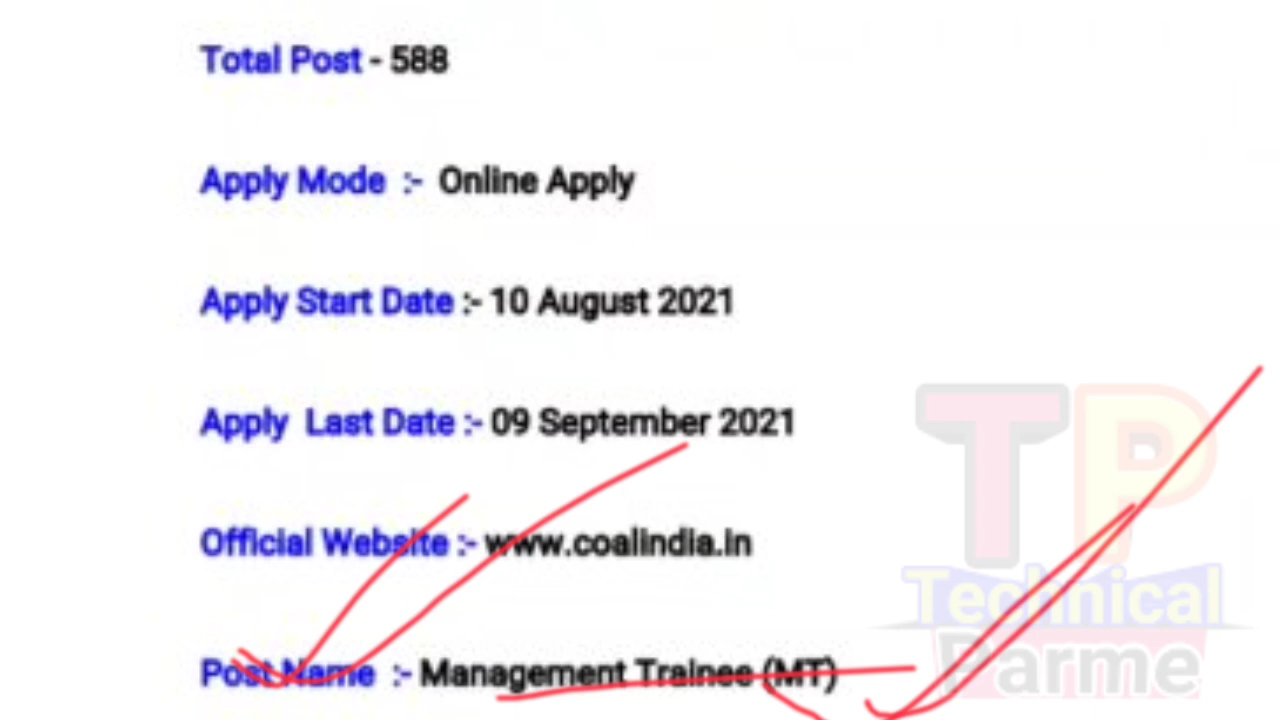 Total Post - 588
Apply Mode :- Online Apply
Apply Start Date :- 10 August 2021
Apply Last Date :- 09 September 2021
Official Website :- www.coalindia.in
Post Name :- Management Trainee (MT)
TP
Technical
Parme